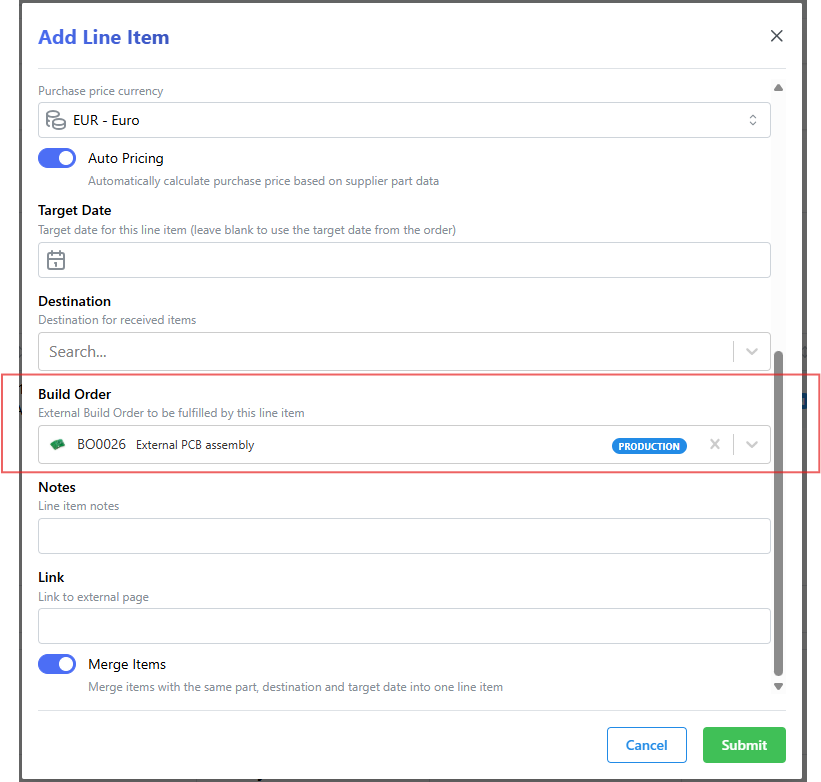 Add Line Item
Purchase price currency
EUR - Euro
Auto Pricing
Automatically calculate purchase price based on supplier part data
Target Date
Target date for this line item (leave blank to use the target date from the order)
1
Destination
Destination for received items
Search...
Build Order
External Build Order to be fulfilled by this line item
BO0026 External PCB assembly PRODUCTION
Notes
Line item notes
Link
Link to external page
Merge Items
Merge items with the same part, destination and target date into one line item
Cancel Submit